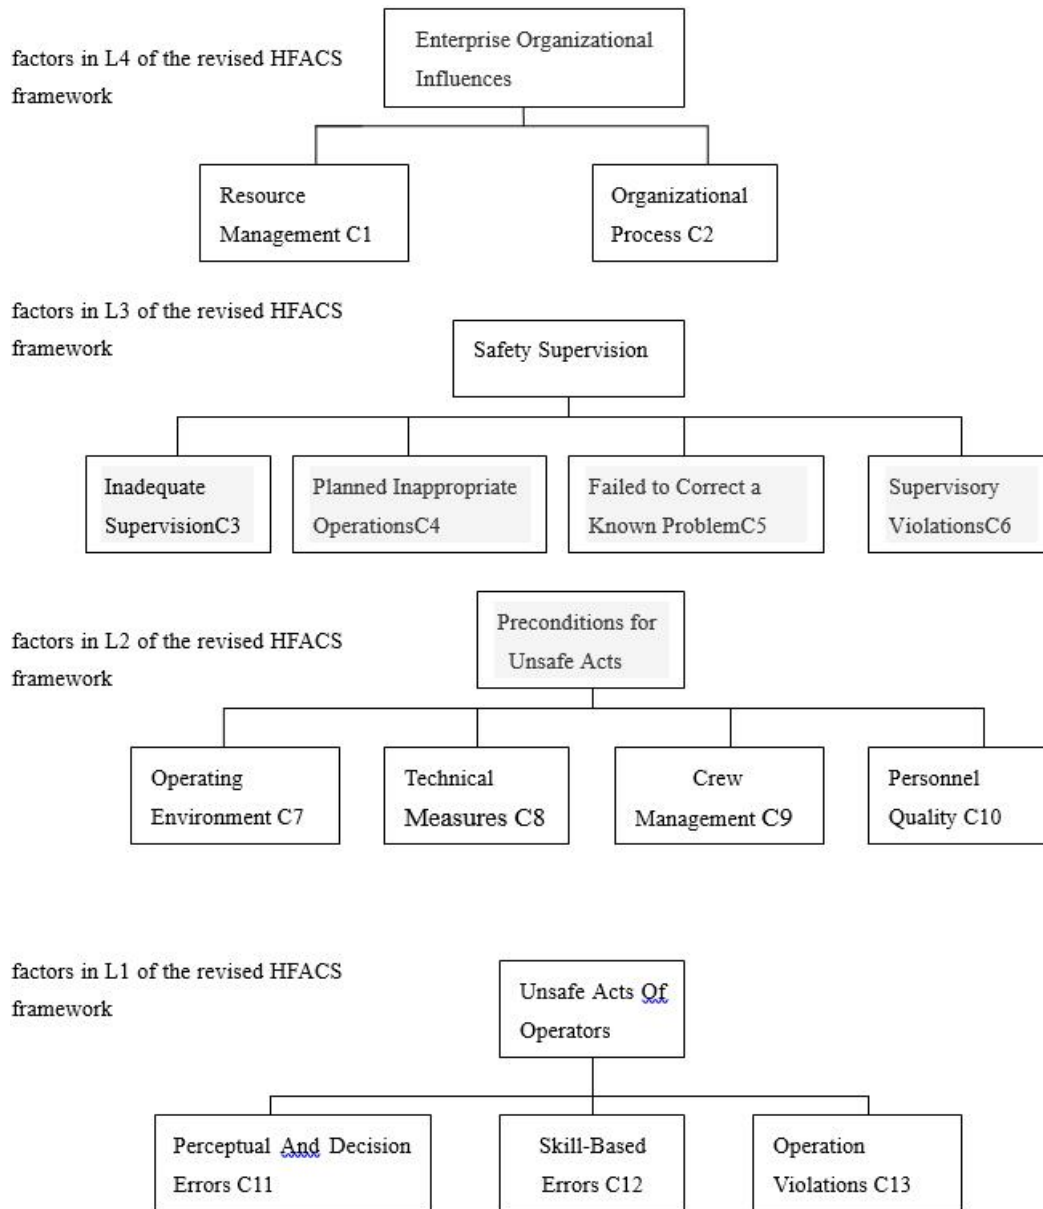 factors in L4 of the revised HFACS
framework
Enterprise Organizational
Influences
Resource
Management C1
Organizational
Process C2
factors in L3 of the revised HFACS
framework
Safety Supervision
Inadequate
SupervisionC3
Planned Inappropriate
OperationsC4
Failed to Correct a
Known ProblemC5
Supervisory
ViolationsC6
factors in L2 of the revised HFACS
framework
Preconditions for
Unsafe Acts
Operating
Environment C7
Technical
Measures C8
Crew
Management C9
Personnel
Quality C10
factors in L1 of the revised HFACS
framework
Unsafe Acts Of
Operators
Perceptual And Decision
Errors C11
Skill-Based
Errors C12
Operation
Violations C13